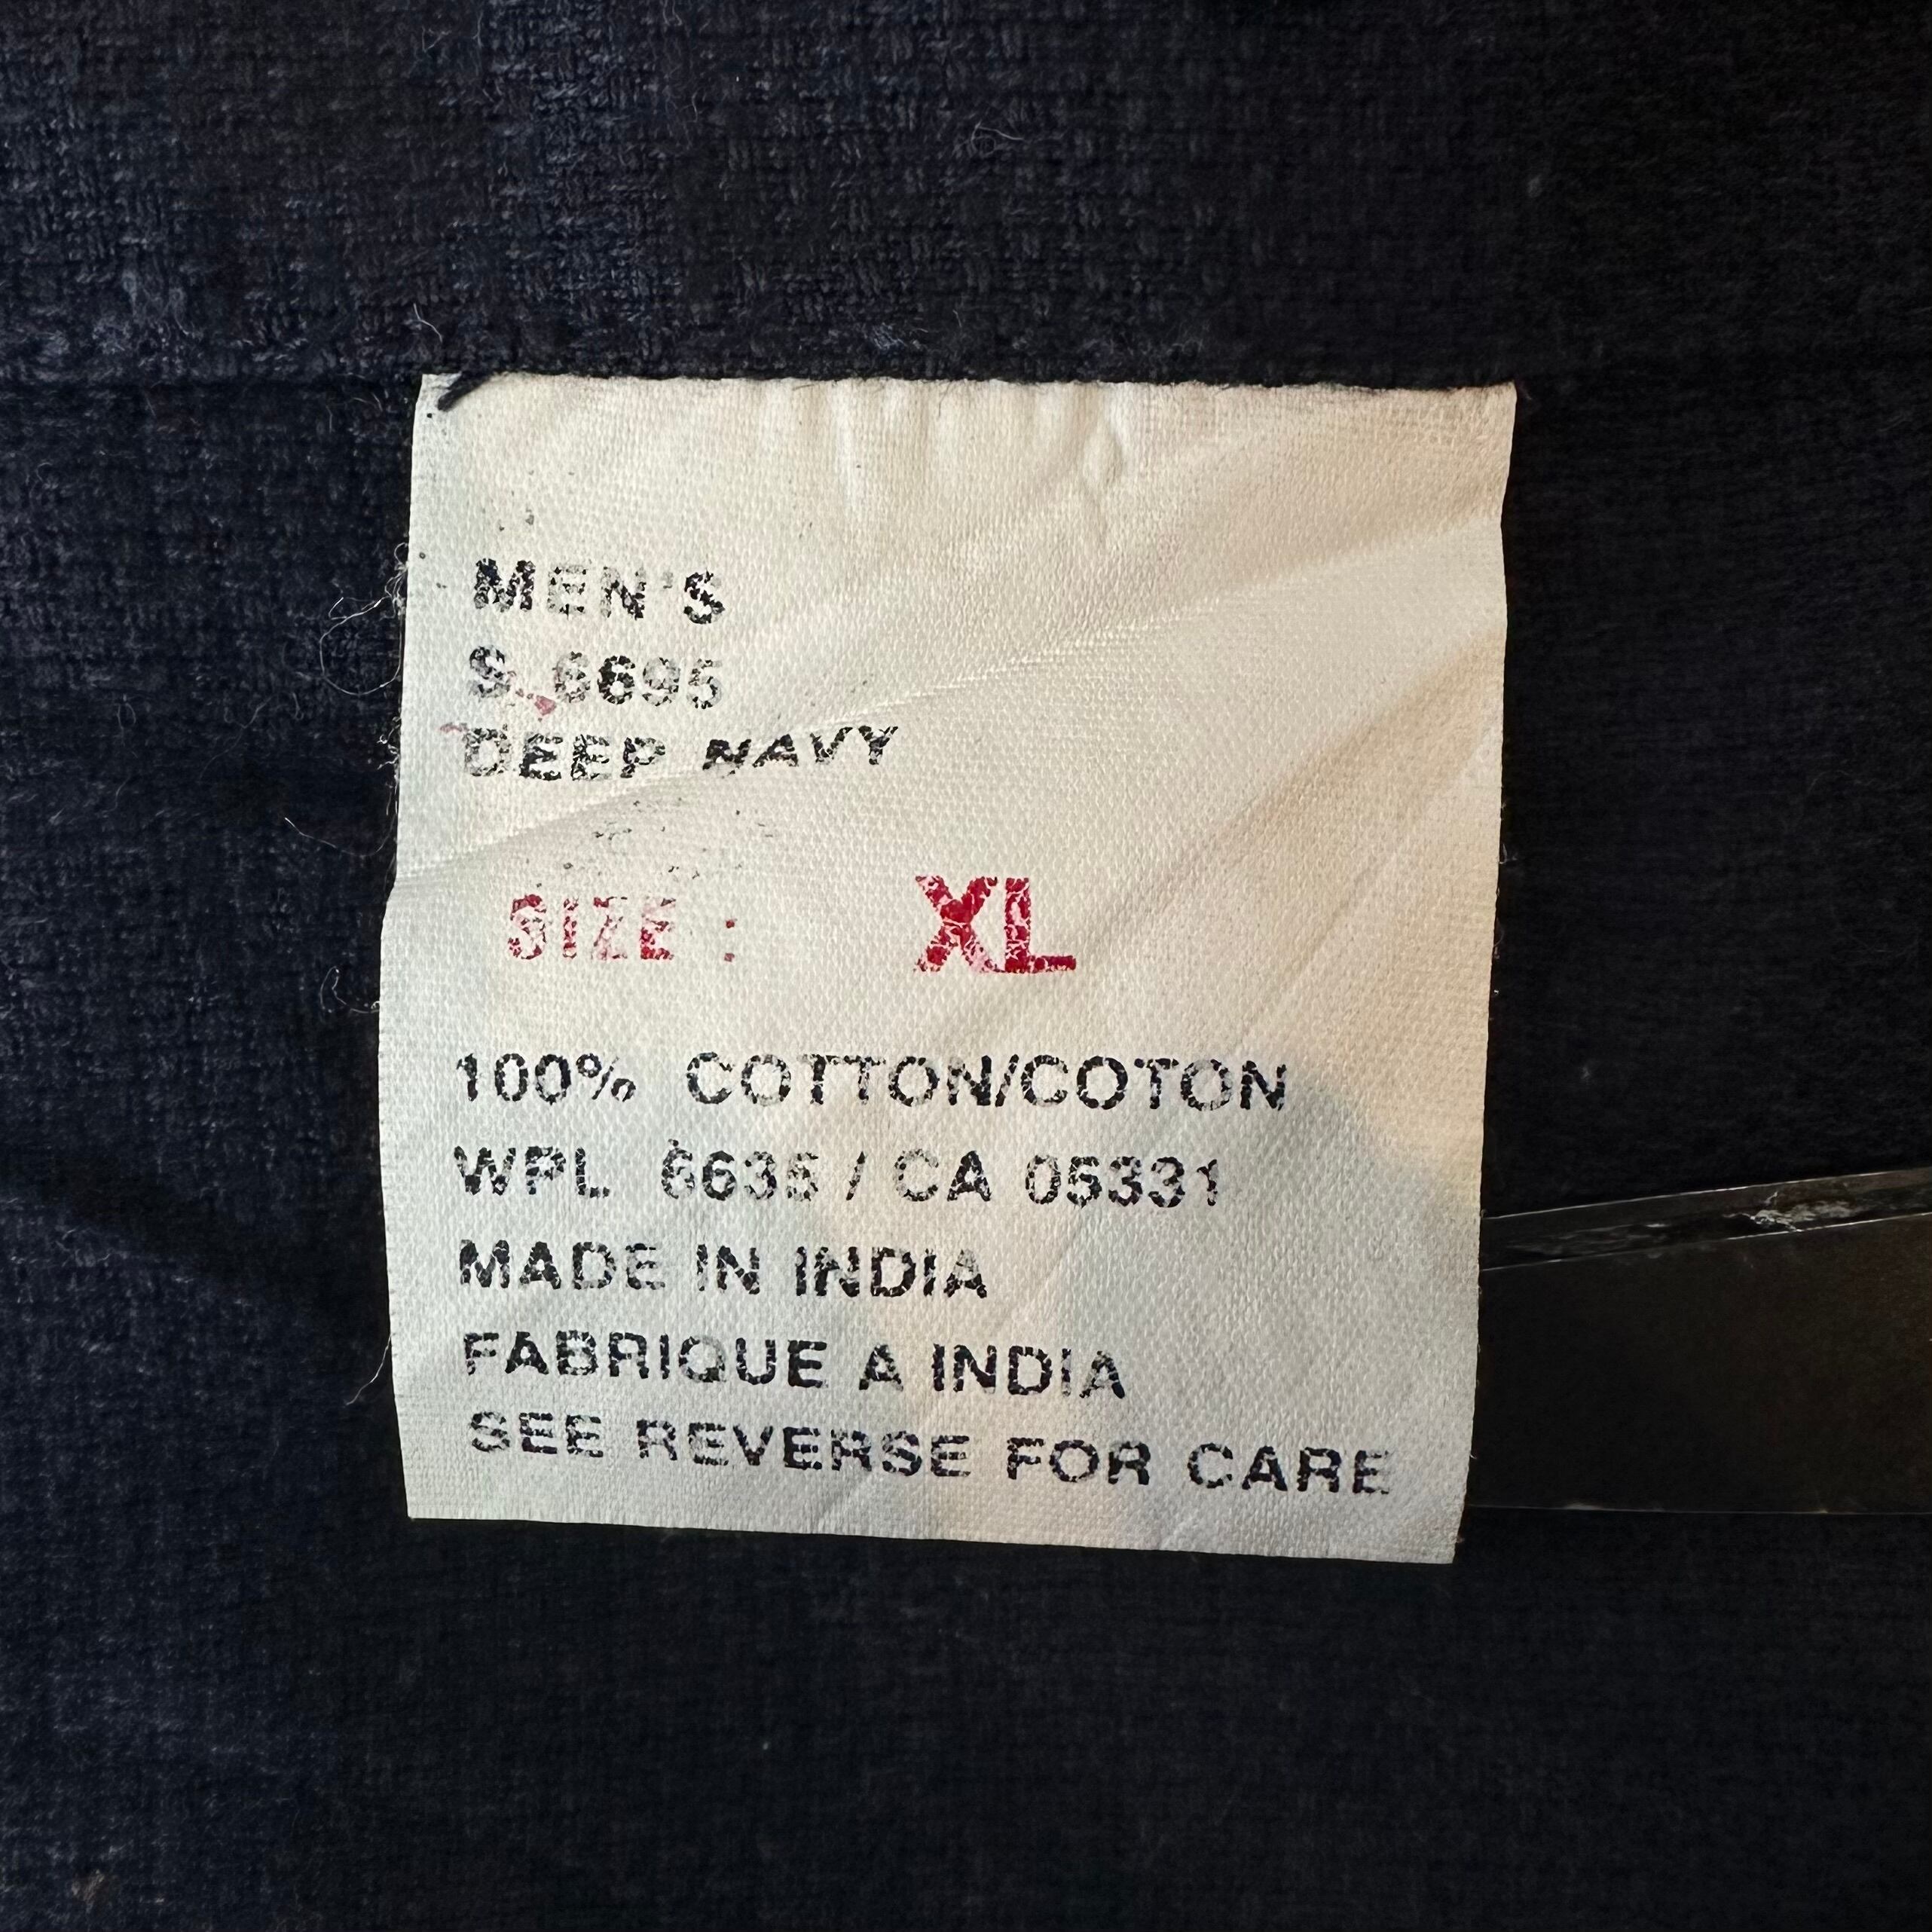 MEN'S
S. 6695
DEEP NAVY
SIZE : XL
100% COTTON/COTON
WPL 6635 / CA 05331
MADE IN INDIA
FABRIQUE A INDIA
SEE REVERSE FOR CARE